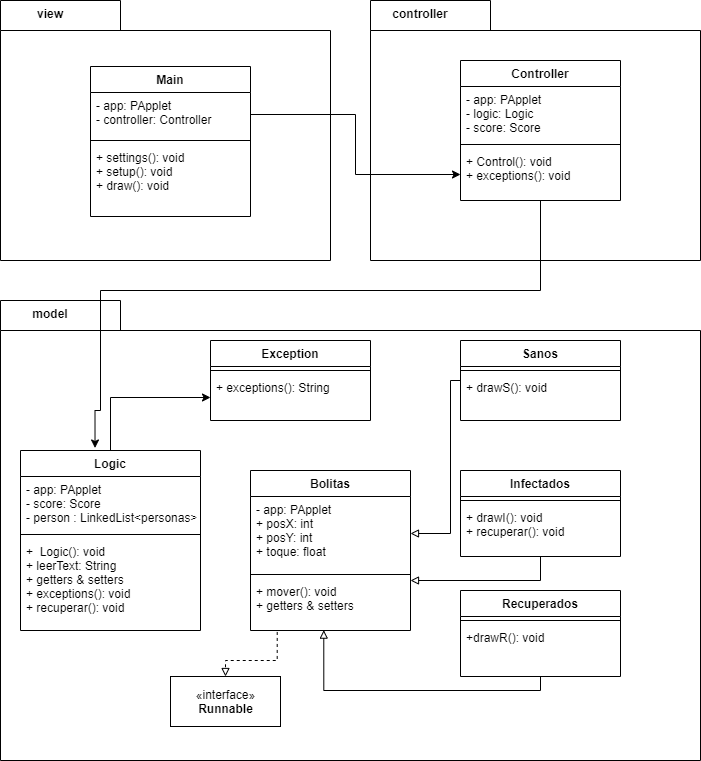 view
controller
Main
- app: PApplet
- controller: Controller
+ settings(): void
+ setup(): void
+ draw(): void
Controller
- app: PApplet
- logic: Logic
- score: Score
+ Control(): void
+ exceptions(): void
model
Exception
+ exceptions(): String
Sanos
+ drawS(): void
Logic
- app: PApplet
- score: Score
- person : LinkedList<personas>
+  Logic(): void
+ leerText: String
+ getters & setters
+ exceptions(): void
+ recuperar(): void
Bolitas
- app: PApplet
+ posX: int
+ posY: int
+ toque: float
+ mover(): void
+ getters & setters
Infectados
+ drawI(): void
+ recuperar(): void
Recuperados
+drawR(): void
«interface»
Runnable